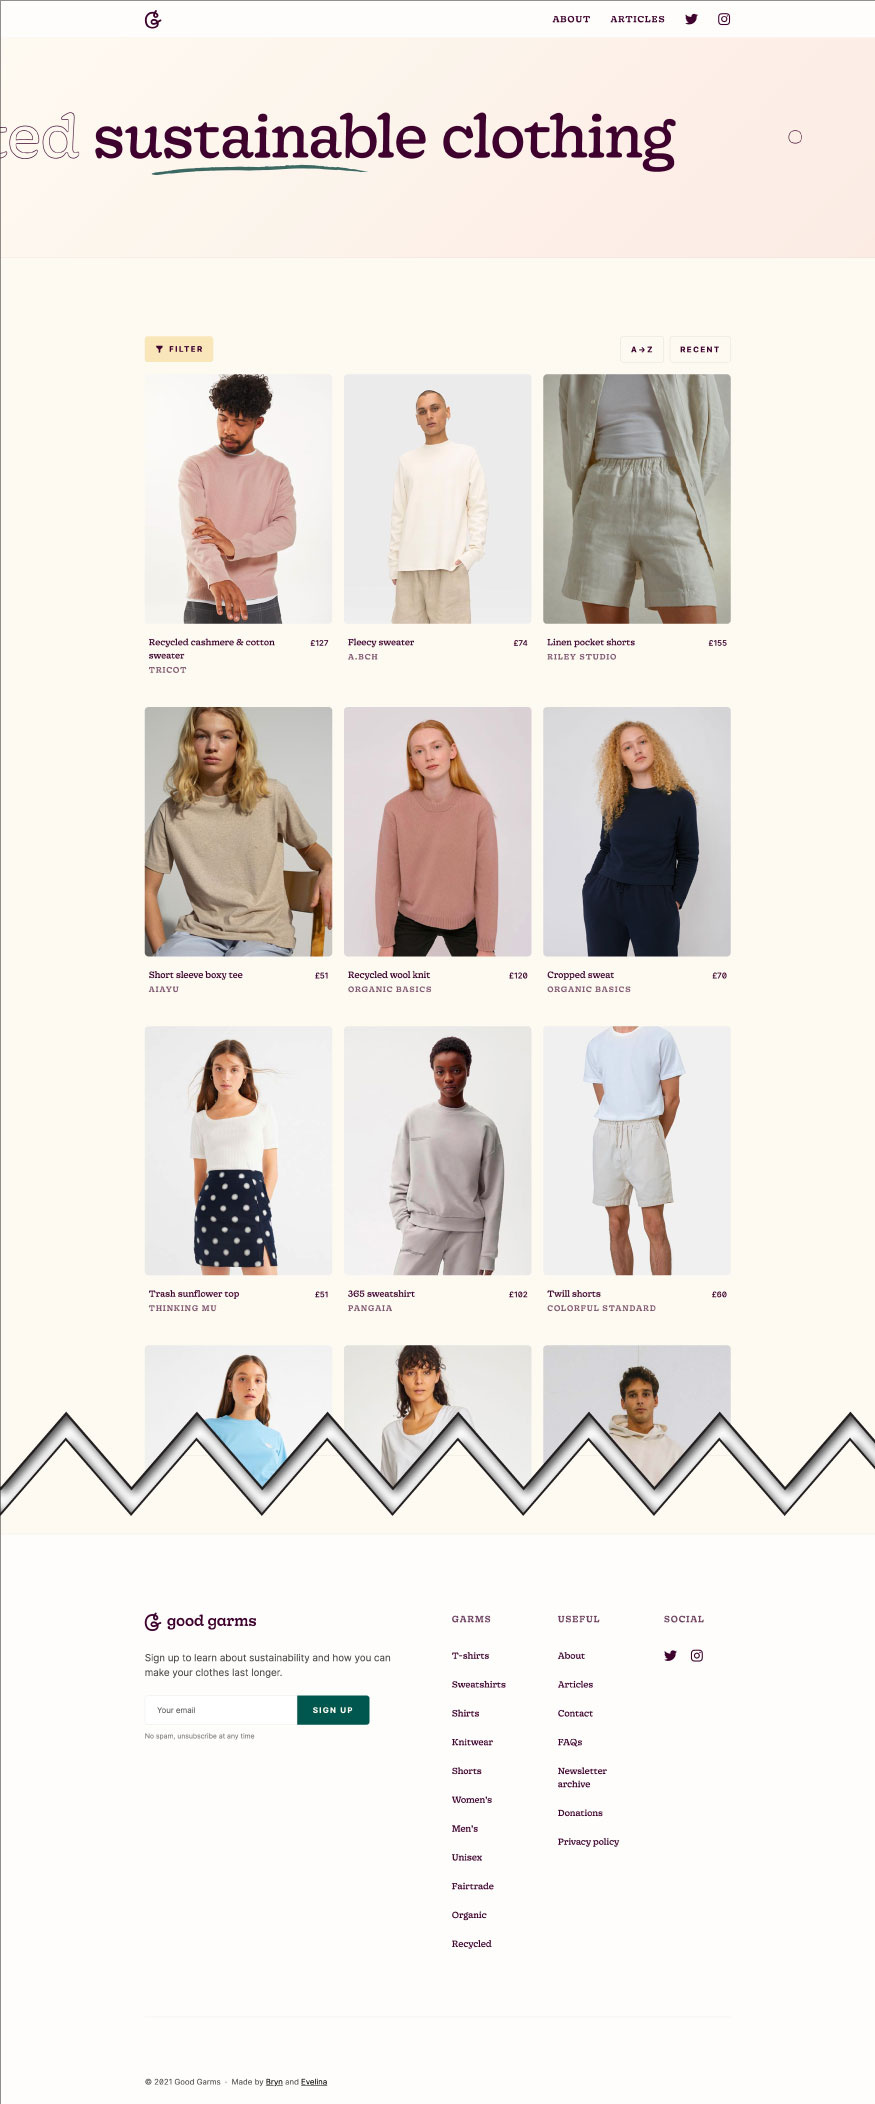 ABOUT ARTICLES
ted sustainable clothing
FILTER
A→Z RECENT
Recycled cashmere & cotton sweater £127
TRICOT
Fleecy sweater £74
A.BCH
Linen pocket shorts £155
RILEY STUDIO
Short sleeve boxy tee £51
AIAYU
Recycled wool knit £120
ORGANIC BASICS
Cropped sweat £70
ORGANIC BASICS
Trash sunflower top £51
THINKING MU
365 sweatshirt £102
PANGAIA
Twill shorts £60
COLORFUL STANDARD
good garms
Sign up to learn about sustainability and how you can
make your clothes last longer.
Your email SIGN UP
No spam, unsubscribe at any time
GARMS
T-shirts
Sweatshirts
Shirts
Knitwear
Shorts
Women's
Men's
Unisex
Fairtrade
Organic
Recycled
USEFUL
About
Articles
Contact
FAQs
Newsletter
archive
Donations
Privacy policy
SOCIAL
© 2021 Good Garms · Made by Bryn and Evelina